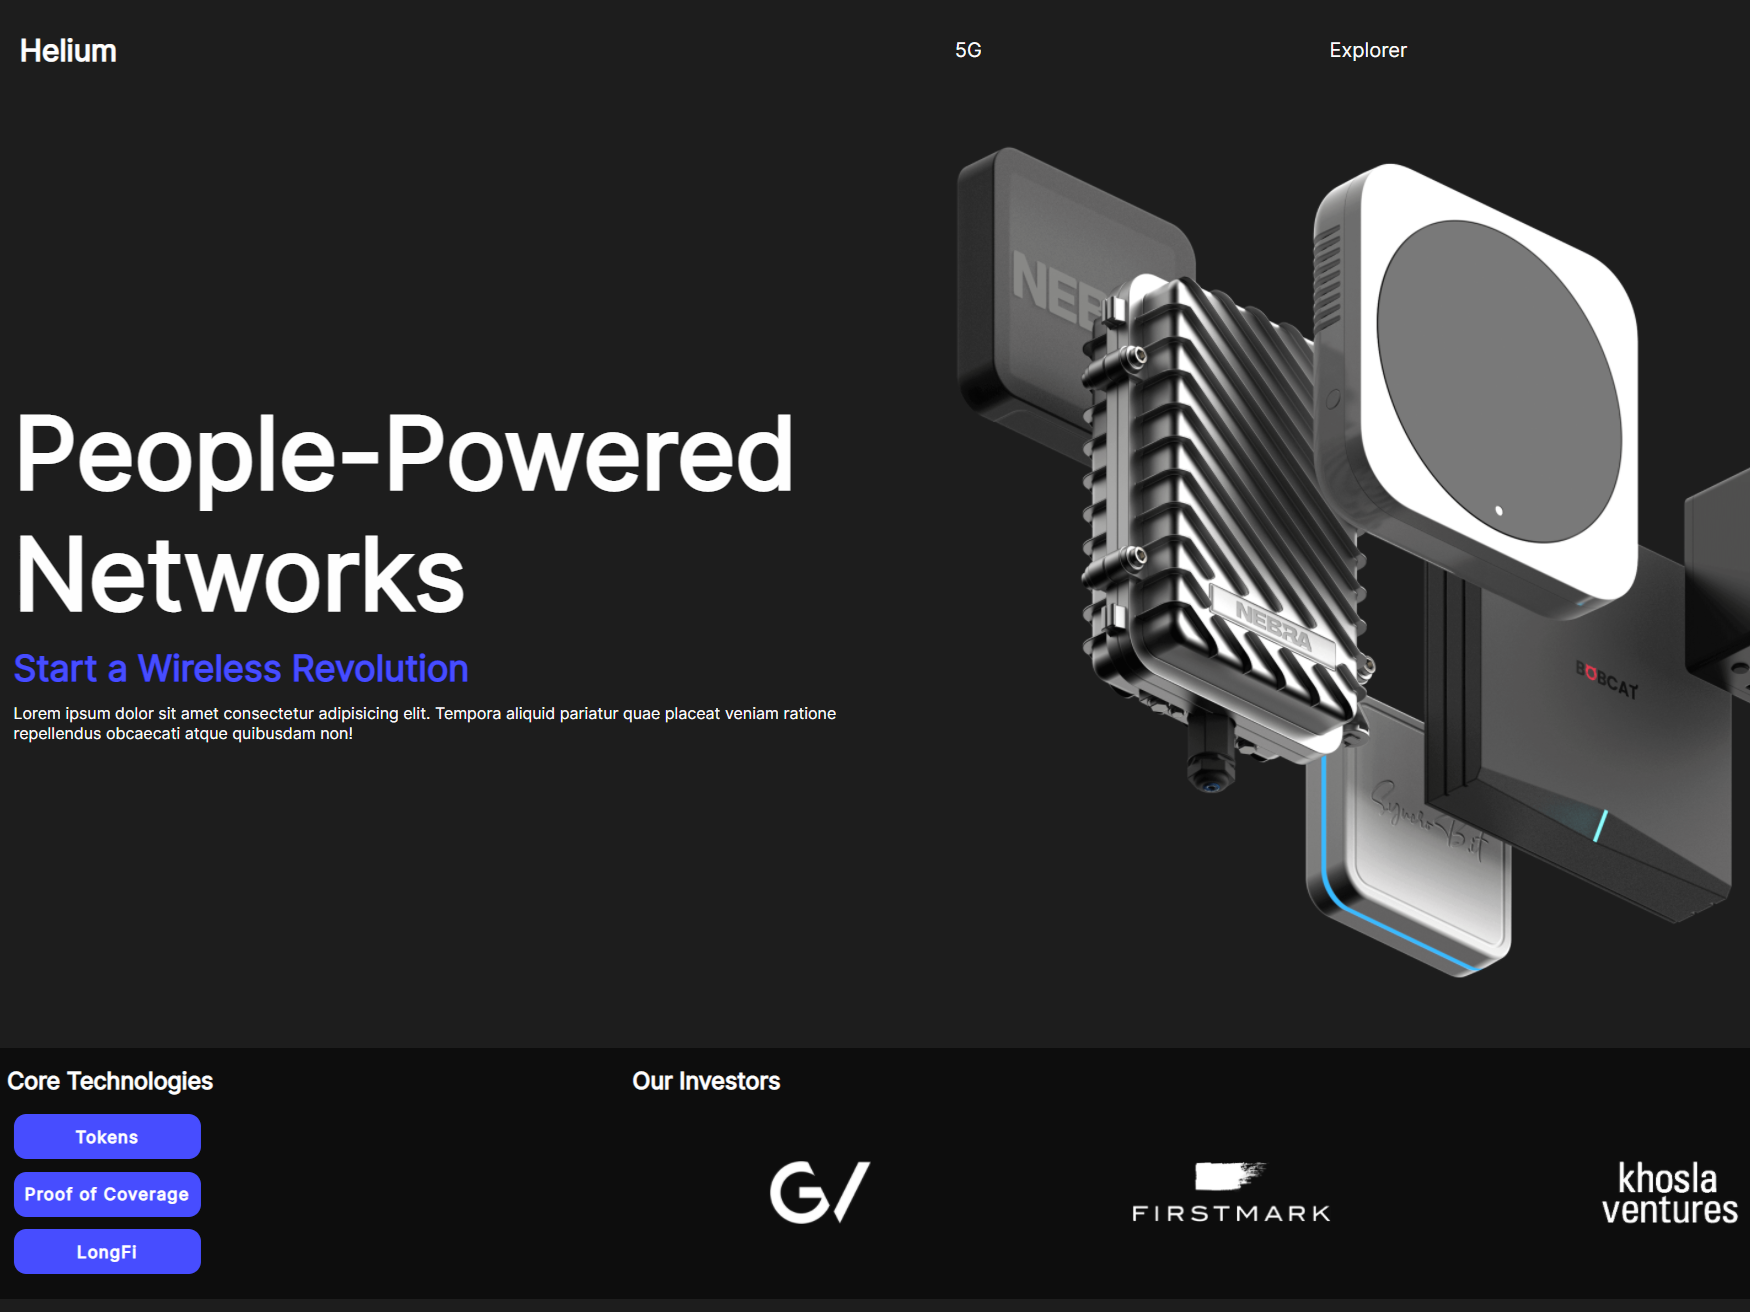 Helium
5G
Explorer
NEB
NEBRA
BOBCAT
People-Powered
Networks
Start a Wireless Revolution
Lorem ipsum dolor sit amet consectetur adipisicing elit. Tempora aliquid pariatur quae placeat veniam ratione
repellendus obcaecati atque quibusdam non!
Core Technologies
Tokens
Proof of Coverage
LongFi
Our Investors
G/
FIRSTMARK
khosla
ventures